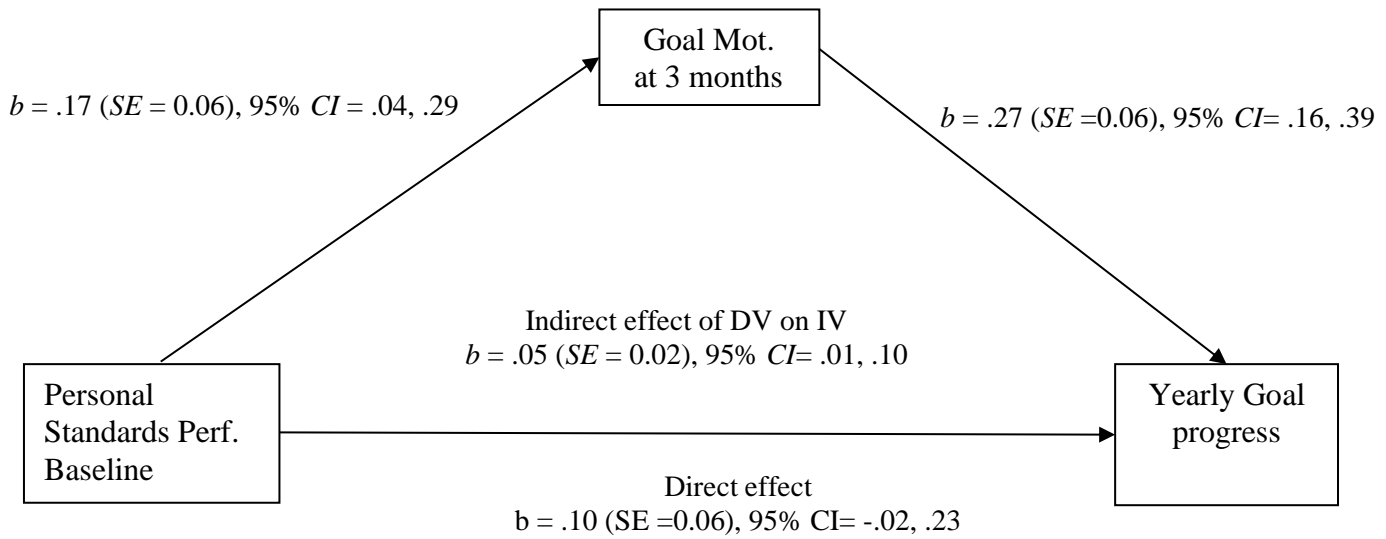 Goal Mot.
at 3 months
b = .17 (SE = 0.06), 95% CI = .04, .29
b = .27 (SE =0.06), 95% CI= .16, .39
Indirect effect of DV on IV
b = .05 (SE = 0.02), 95% CI= .01, .10
Personal
Standards Perf.
Baseline
Yearly Goal
progress
Direct effect
b = .10 (SE =0.06), 95% CI= -.02, .23